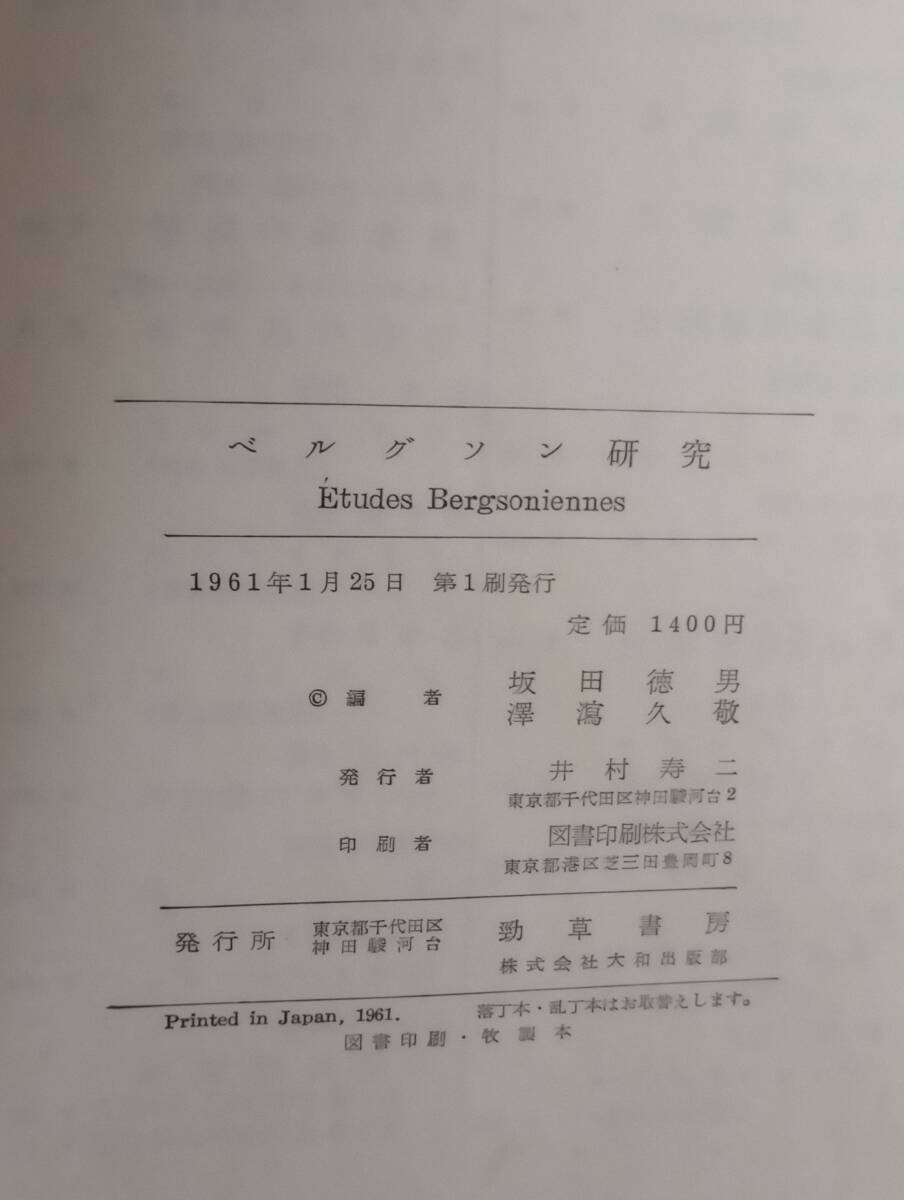 ベルグソン研究
Études Bergsoniennes
1961年1月25日 第1刷発行
定価 1400円
© 編者 坂田徳男
澤瀉久敬
発行者 井村寿二
東京都千代田区神田駿河台2
印刷者 図書印刷株式会社
東京都港区芝三田豊岡町8
発行所 東京都千代田区神田駿河台 勁草書房
株式会社大和出版部
Printed in Japan, 1961. 落丁本・乱丁本はお取替えします。
図書印刷・牧製本